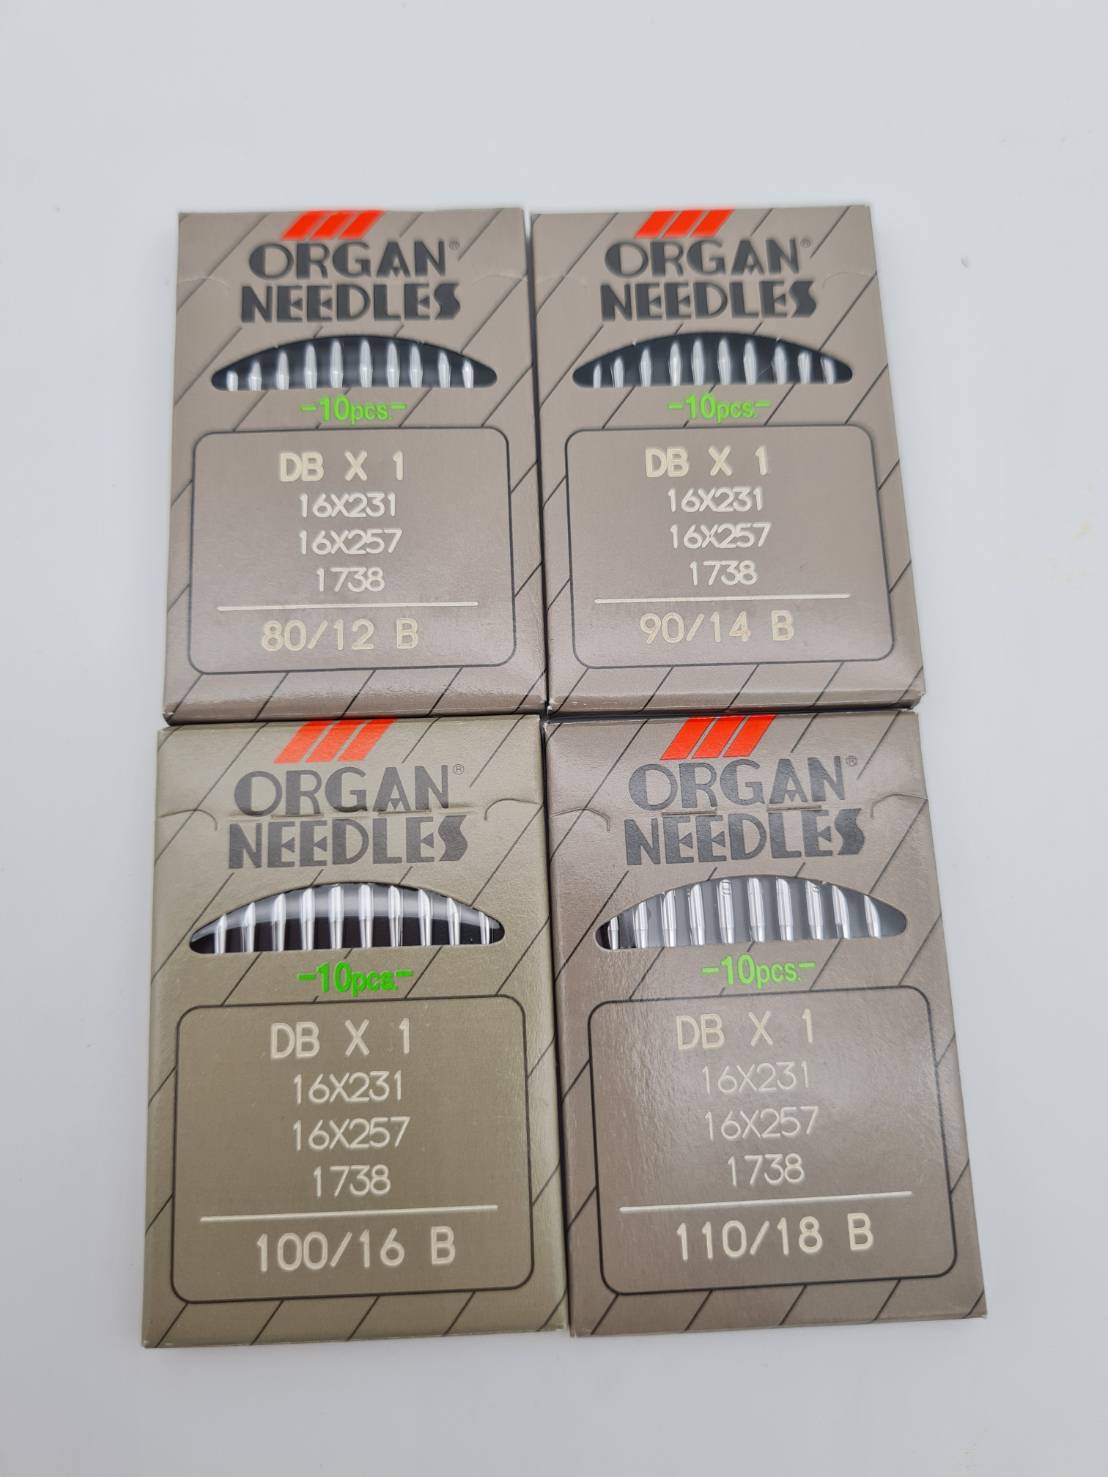 ORGAN®
NEEDLES
-10pcs.-
DB X 1
16X231
16X257
1738
80/12 B
ORGAN®
NEEDLES
-10pcs.-
DB X 1
16X231
16X257
1738
90/14 B
ORGAN®
NEEDLES
-10pcs.-
DB X 1
16X231
16X257
1738
100/16 B
ORGAN®
NEEDLES
-10pcs.-
DB X 1
16X231
16X257
1738
110/18 B